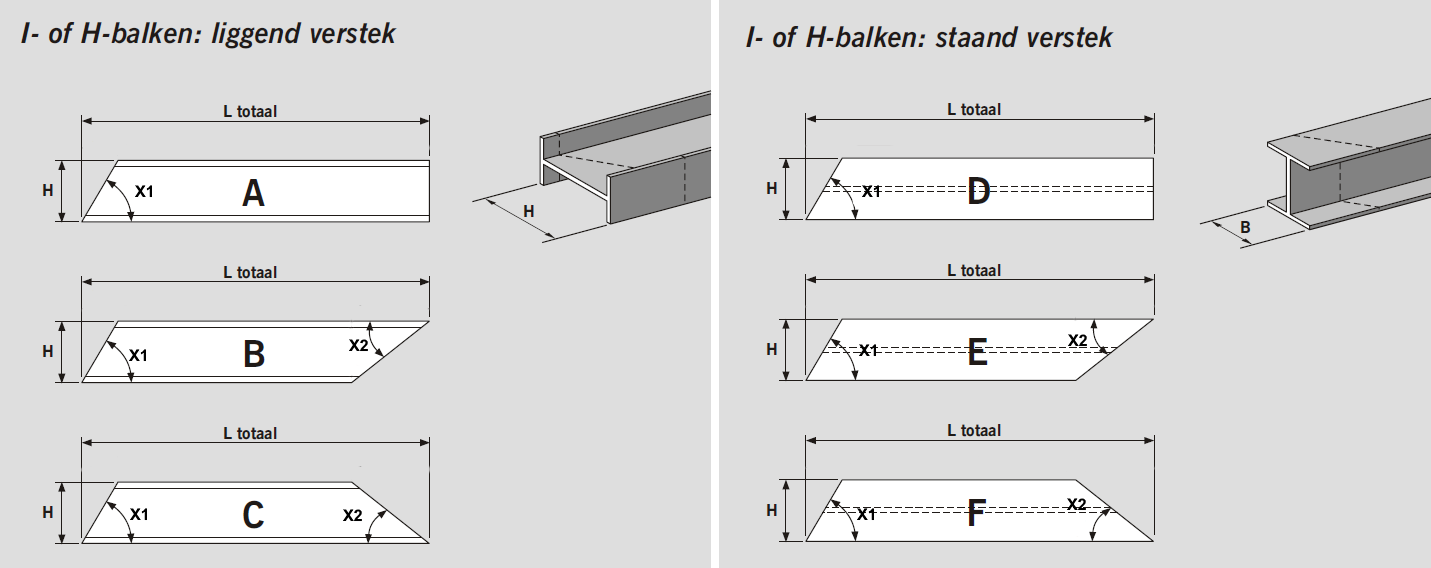 I- of H-balken: liggend verstek
L totaal
H
X1
A
H
L totaal
H
X1
B
X2
L totaal
H
X1
C
X2
I- of H-balken: staand verstek
L totaal
H
X1
D
B
L totaal
H
X1
E
X2
L totaal
H
X1
F
X2